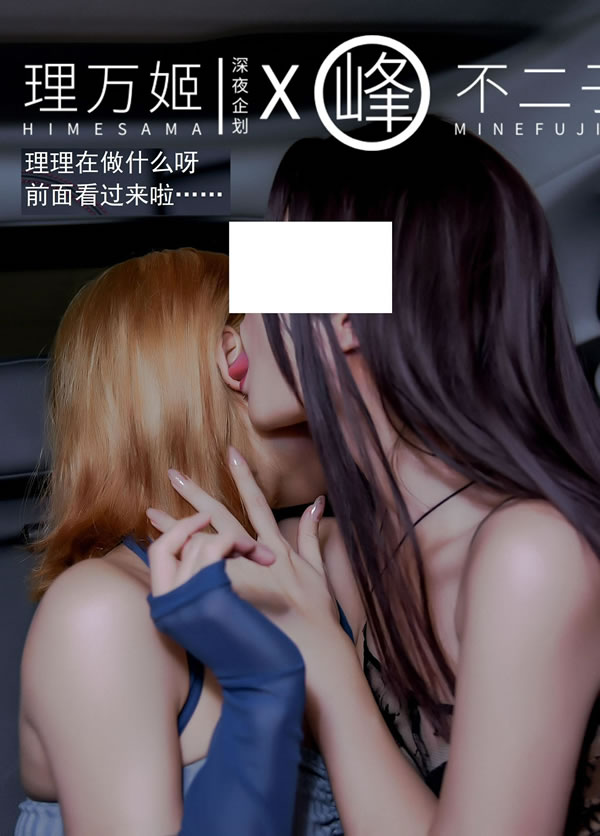 理万姬
HIMESAMA
深夜企划
X
峰
不二子
MINEFUJI
理理在做什么呀
前面看过来啦……